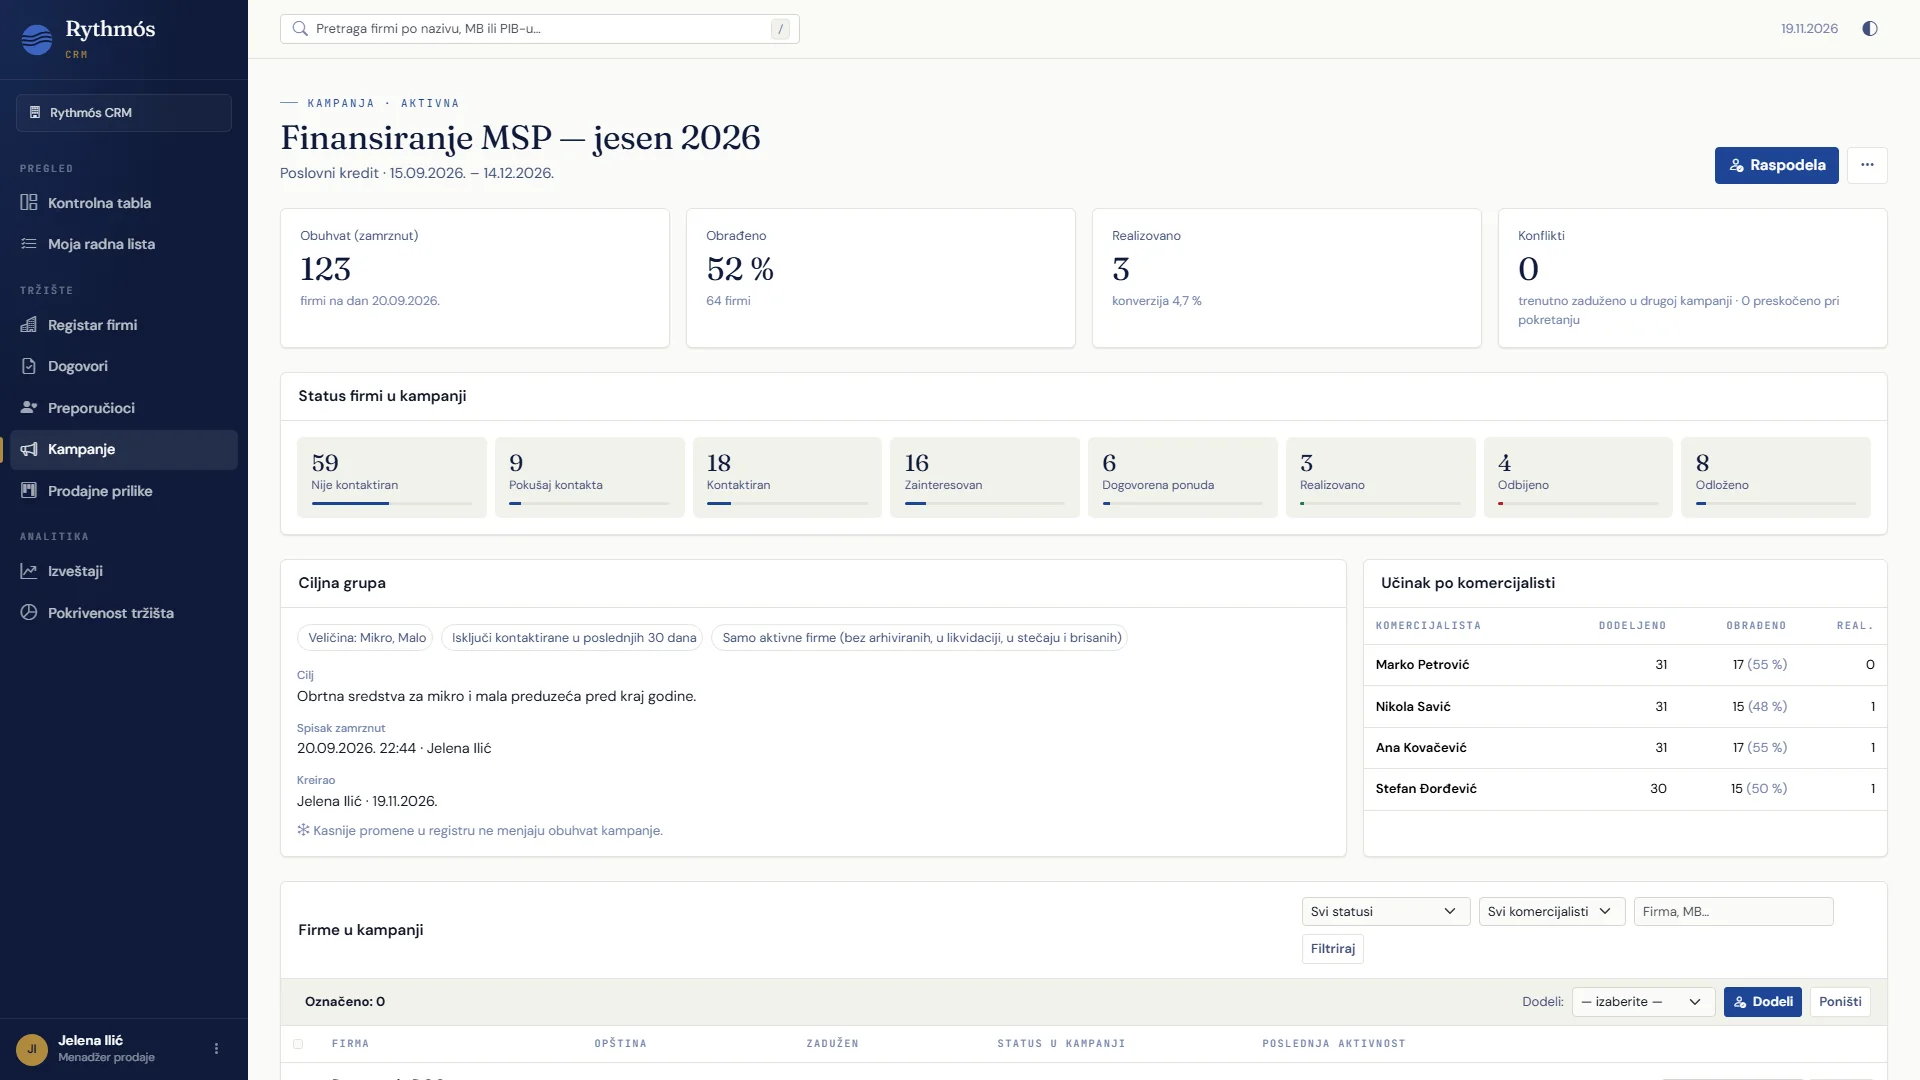 Rythmós
CRM
Rythmós CRM
PREGLED
Kontrolna tabla
Moja radna lista
TRŽIŠTE
Registar firmi
Dogovori
Preporučioci
Kampanje
Prodajne prilike
ANALITIKA
Izveštaji
Pokrivenost tržišta
JI
Jelena Ilić
Menadžer prodaje
Pretraga firmi po nazivu, MB ili PIB-u...
/
19.11.2026
KAMPANJA · AKTIVNA
Finansiranje MSP — jesen 2026
Poslovni kredit · 15.09.2026. – 14.12.2026.
Raspodela
Obuhvat (zamrznut)
123
firmi na dan 20.09.2026.
Obrađeno
52 %
64 firmi
Realizovano
3
konverzija 4,7 %
Konflikti
0
trenutno zaduženo u drugoj kampanji · 0 preskočeno pri
pokretanju
Status firmi u kampanji
59
Nije kontaktiran
9
Pokušaj kontakta
18
Kontaktiran
16
Zainteresovan
6
Dogovorena ponuda
3
Realizovano
4
Odbijeno
8
Odloženo
Ciljna grupa
Veličina: Mikro, Malo
Isključi kontaktirane u poslednjih 30 dana
Samo aktivne firme (bez arhiviranih, u likvidaciji, u stečaju i brisanih)
Cilj
Obrtna sredstva za mikro i mala preduzeća pred kraj godine.
Spisak zamrznut
20.09.2026. 22:44 · Jelena Ilić
Kreirao
Jelena Ilić · 19.11.2026.
Kasnije promene u registru ne menjaju obuhvat kampanje.
Učinak po komercijalisti
KOMERCIJALISTA DODELJENO OBRAĐENO REAL.
Marko Petrović 31 17 (55 %) 0
Nikola Savić 31 15 (48 %) 1
Ana Kovačević 31 17 (55 %) 1
Stefan Đorđević 30 15 (50 %) 1
Firme u kampanji
Svi statusi
Svi komercijalisti
Firma, MB...
Filtriraj
Označeno: 0
Dodeli:
— izaberite —
Dodeli
Poništi
FIRMA OPŠTINA ZADUŽEN STATUS U KAMPANJI POSLEDNJA AKTIVNOST